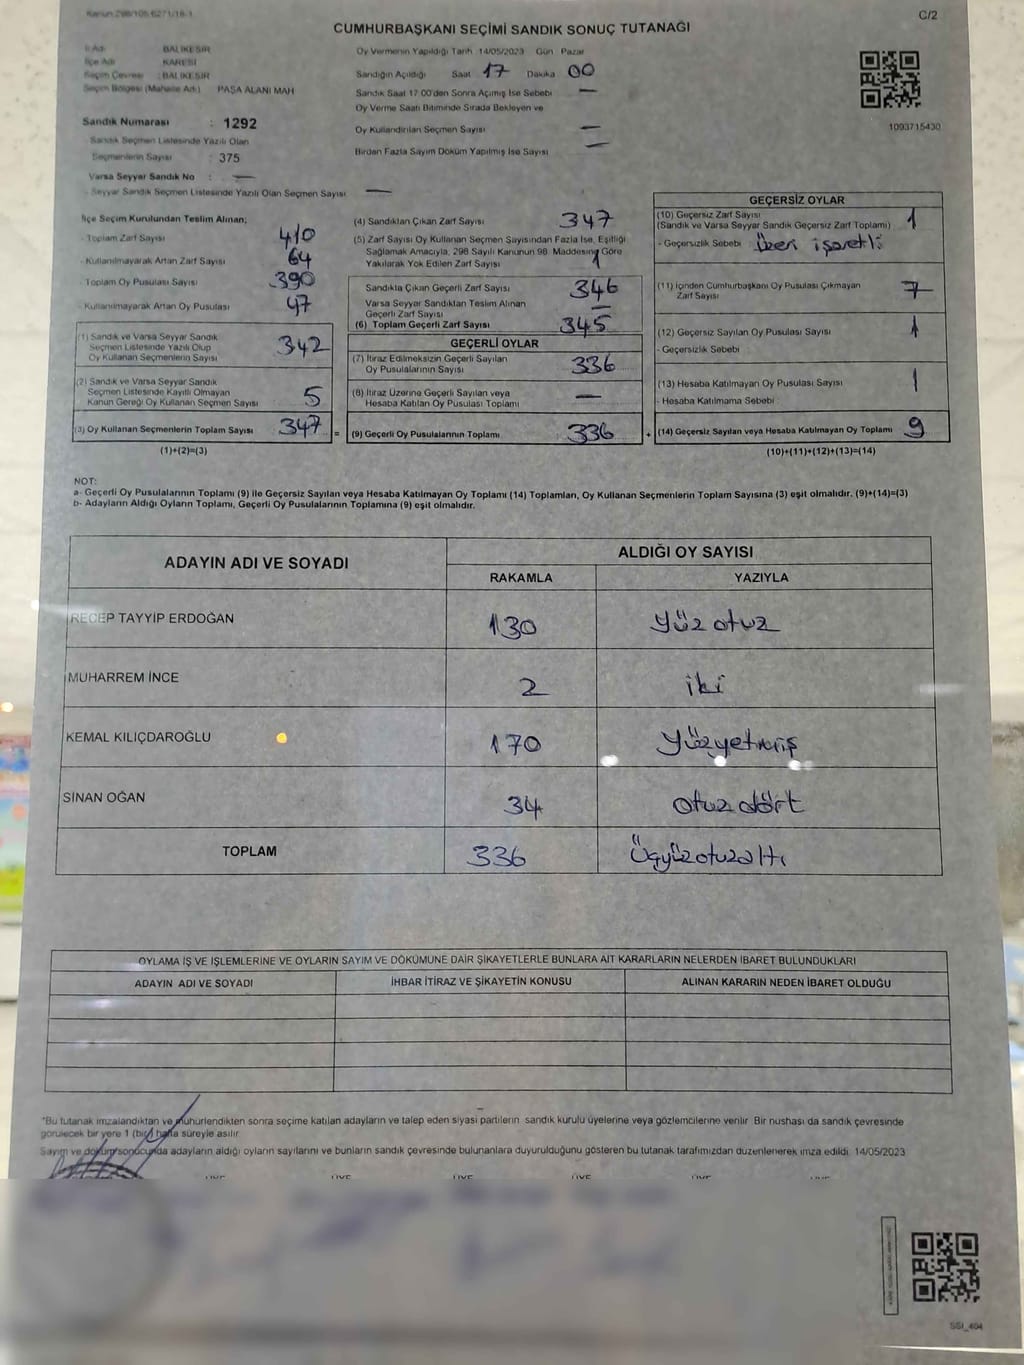 Kanun 298/105-6271/18-1
C/2
CUMHURBAŞKANI SEÇİMİ SANDIK SONUÇ TUTANAĞI
İl Adı BALIKESİR
İlçe Adı KARESİ
Seçim Çevresi : BALIKESİR
Seçim Bölgesi (Mahalle Adı) PAŞA ALANI MAH
Sandık Numarası : 1292
Sandık Seçmen Listesinde Yazılı Olan
Seçmenlerin Sayısı : 375
Varsa Seyyar Sandık No : —
- Seyyar Sandık Seçmen Listesinde Yazılı Olan Seçmen Sayısı —
Oy Vermenin Yapıldığı Tarih 14/05/2023 Gün Pazar
Sandığın Açıldığı Saat 17 Dakika 00
Sandık Saat 17:00'den Sonra Açılmış İse Sebebi —
Oy Verme Saati Bitiminde Sırada Bekleyen ve
Oy Kullandırılan Seçmen Sayısı —
Birden Fazla Sayım Döküm Yapılmış İse Sayısı —
1093715430
İlçe Seçim Kurulundan Teslim Alınan;
- Toplam Zarf Sayısı 410
- Kullanılmayarak Artan Zarf Sayısı 64
- Toplam Oy Pusulası Sayısı 390
- Kullanılmayarak Artan Oy Pusulası 47
(1) Sandık ve Varsa Seyyar Sandık
Seçmen Listesinde Yazılı Olup
Oy Kullanan Seçmenlerin Sayısı 342
(2) Sandık ve Varsa Seyyar Sandık
Seçmen Listesinde Kayıtlı Olmayan
Kanun Gereği Oy Kullanan Seçmen Sayısı 5
(3) Oy Kullanan Seçmenlerin Toplam Sayısı 347
(1)+(2)=(3)
(4) Sandıktan Çıkan Zarf Sayısı 347
(5) Zarf Sayısı Oy Kullanan Seçmen Sayısından Fazla İse, Eşitliği
Sağlamak Amacıyla, 298 Sayılı Kanunun 98. Maddesine Göre
Yakılarak Yok Edilen Zarf Sayısı 1
Sandıkta Çıkan Geçerli Zarf Sayısı 346
Varsa Seyyar Sandıktan Teslim Alınan
Geçerli Zarf Sayısı —
(6) Toplam Geçerli Zarf Sayısı 345
GEÇERLİ OYLAR
(7) İtiraz Edilmeksizin Geçerli Sayılan
Oy Pusulalarının Sayısı 336
(8) İtiraz Üzerine Geçerli Sayılan veya
Hesaba Katılan Oy Pusulası Toplamı —
= (9) Geçerli Oy Pusulalarının Toplamı 336
GEÇERSİZ OYLAR
(10) Geçersiz Zarf Sayısı
(Sandık ve Varsa Seyyar Sandık Geçersiz Zarf Toplamı) 1
- Geçersizlik Sebebi Üzeri işaretli
(11) İçinden Cumhurbaşkanı Oy Pusulası Çıkmayan
Zarf Sayısı 7
(12) Geçersiz Sayılan Oy Pusulası Sayısı 1
- Geçersizlik Sebebi
(13) Hesaba Katılmayan Oy Pusulası Sayısı 1
- Hesaba Katılmama Sebebi
+ (14) Geçersiz Sayılan veya Hesaba Katılmayan Oy Toplamı 9
(10)+(11)+(12)+(13)=(14)
NOT:
a- Geçerli Oy Pusulalarının Toplamı (9) ile Geçersiz Sayılan veya Hesaba Katılmayan Oy Toplamı (14) Toplamları, Oy Kullanan Seçmenlerin Toplam Sayısına (3) eşit olmalıdır. (9)+(14)=(3)
b- Adayların Aldığı Oyların Toplamı, Geçerli Oy Pusulalarının Toplamına (9) eşit olmalıdır.
ADAYIN ADI VE SOYADI ALDIĞI OY SAYISI
RAKAMLA YAZIYLA
RECEP TAYYİP ERDOĞAN 130 Yüz otuz
MUHARREM İNCE 2 iki
KEMAL KILIÇDAROĞLU 170 Yüzyetmiş
SİNAN OĞAN 34 otuz dört
TOPLAM 336 Üçyüzotuzaltı
OYLAMA İŞ VE İŞLEMLERİNE VE OYLARIN SAYIM VE DÖKÜMÜNE DAİR ŞİKAYETLERLE BUNLARA AİT KARARLARIN NELERDEN İBARET BULUNDUKLARI
ADAYIN ADI VE SOYADI İHBAR İTİRAZ VE ŞİKAYETİN KONUSU ALINAN KARARIN NEDEN İBARET OLDUĞU
*Bu tutanak imzalandıktan ve mühürlendikten sonra seçime katılan adayların ve talep eden siyasi partilerin sandık kurulu üyelerine veya gözlemcilerine verilir. Bir nushası da sandık çevresinde
görülecek bir yere 1 (bir) hafta süreyle asılır
Sayım ve döküm sonucunda adayların aldığı oyların sayılarını ve bunların sandık çevresinde bulunanlara duyurulduğunu gösteren bu tutanak tarafımızdan düzenlenerek imza edildi. 14/05/2023
SSI_404